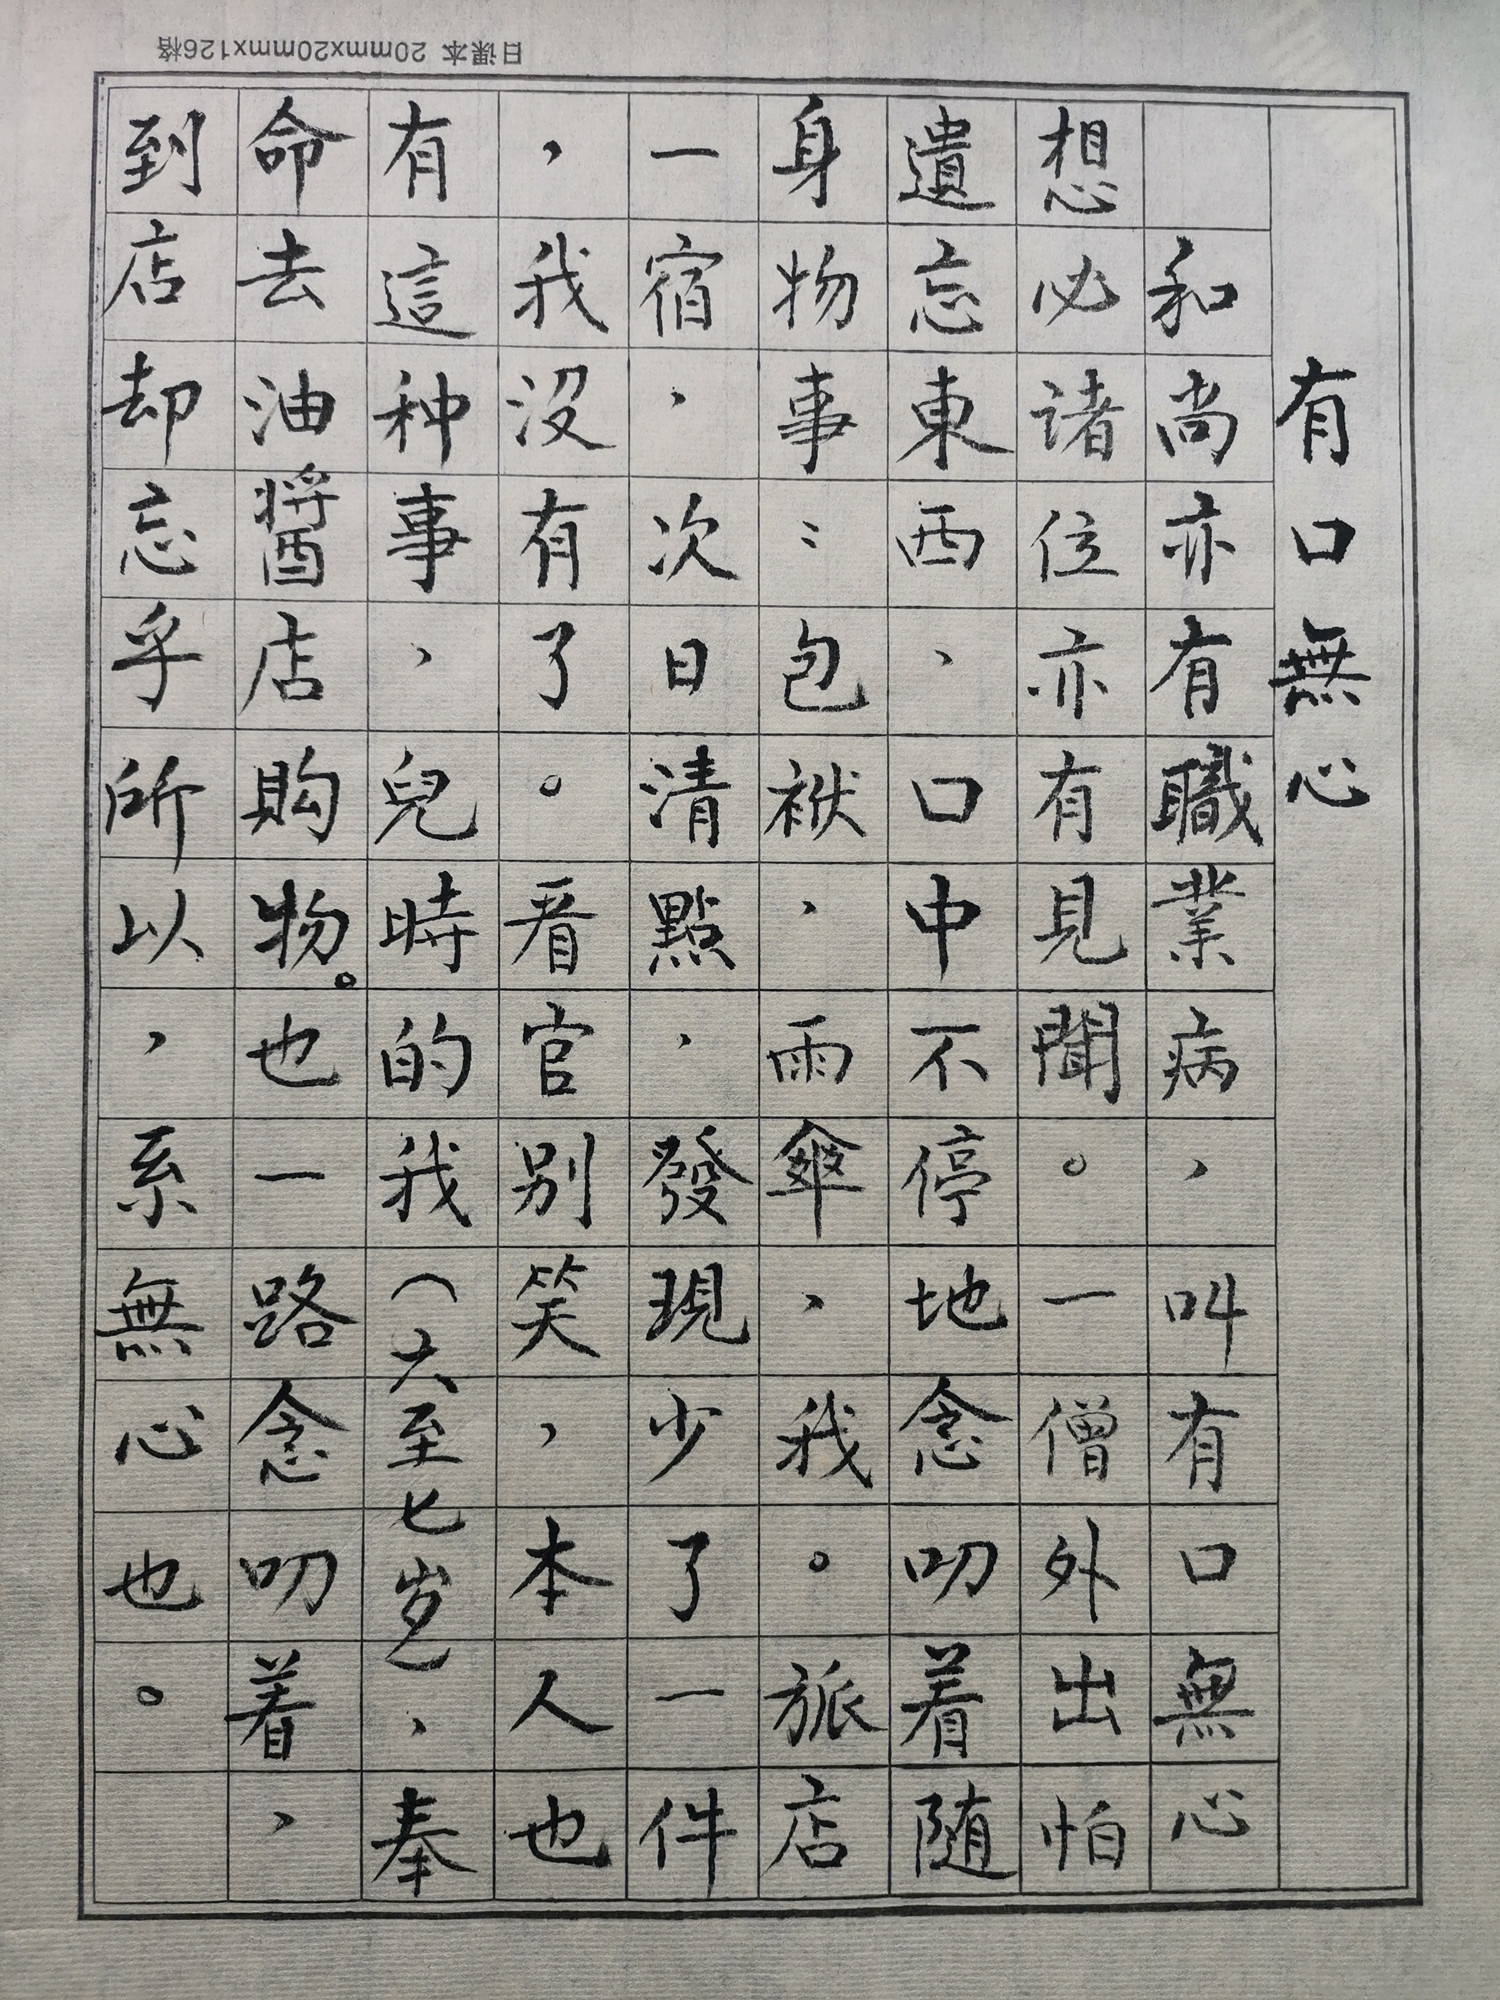 日课本 20mmx20mmx126格
有口無心
和尚亦有職業病，叫有口無心
想必诸位亦有見聞。一僧外出怕
遺忘東西，口中不停地念叨着随
身物事：包袱，雨傘，我。旅店
一宿，次日清點，發現少了一件
，我没有了。看官别笑，本人也
有這种事，兒時的我（六至七岁），奉
命去油醬店购物。也一路念叨着，
到店却忘乎所以，系無心也。